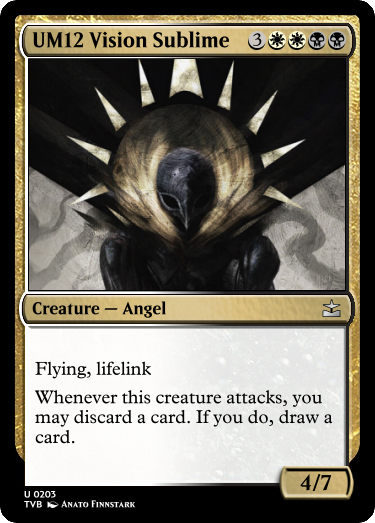 UM12 Vision Sublime 3
Creature — Angel
Flying, lifelink
Whenever this creature attacks, you
may discard a card. If you do, draw a
card.
4/7
U 0203
TVB Anato Finnstark